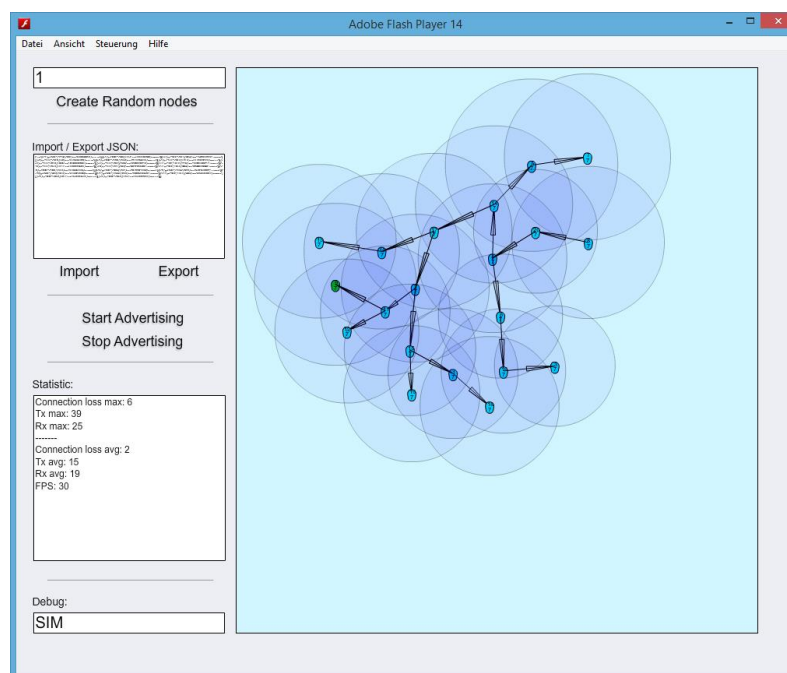 Adobe Flash Player 14
Datei Ansicht Steuerung Hilfe
1
Create Random nodes
Import / Export JSON:
Import Export
Start Advertising
Stop Advertising
Statistic:
Connection loss max: 6
Tx max: 39
Rx max: 25
-------
Connection loss avg: 2
Tx avg: 15
Rx avg: 19
FPS: 30
Debug:
SIM